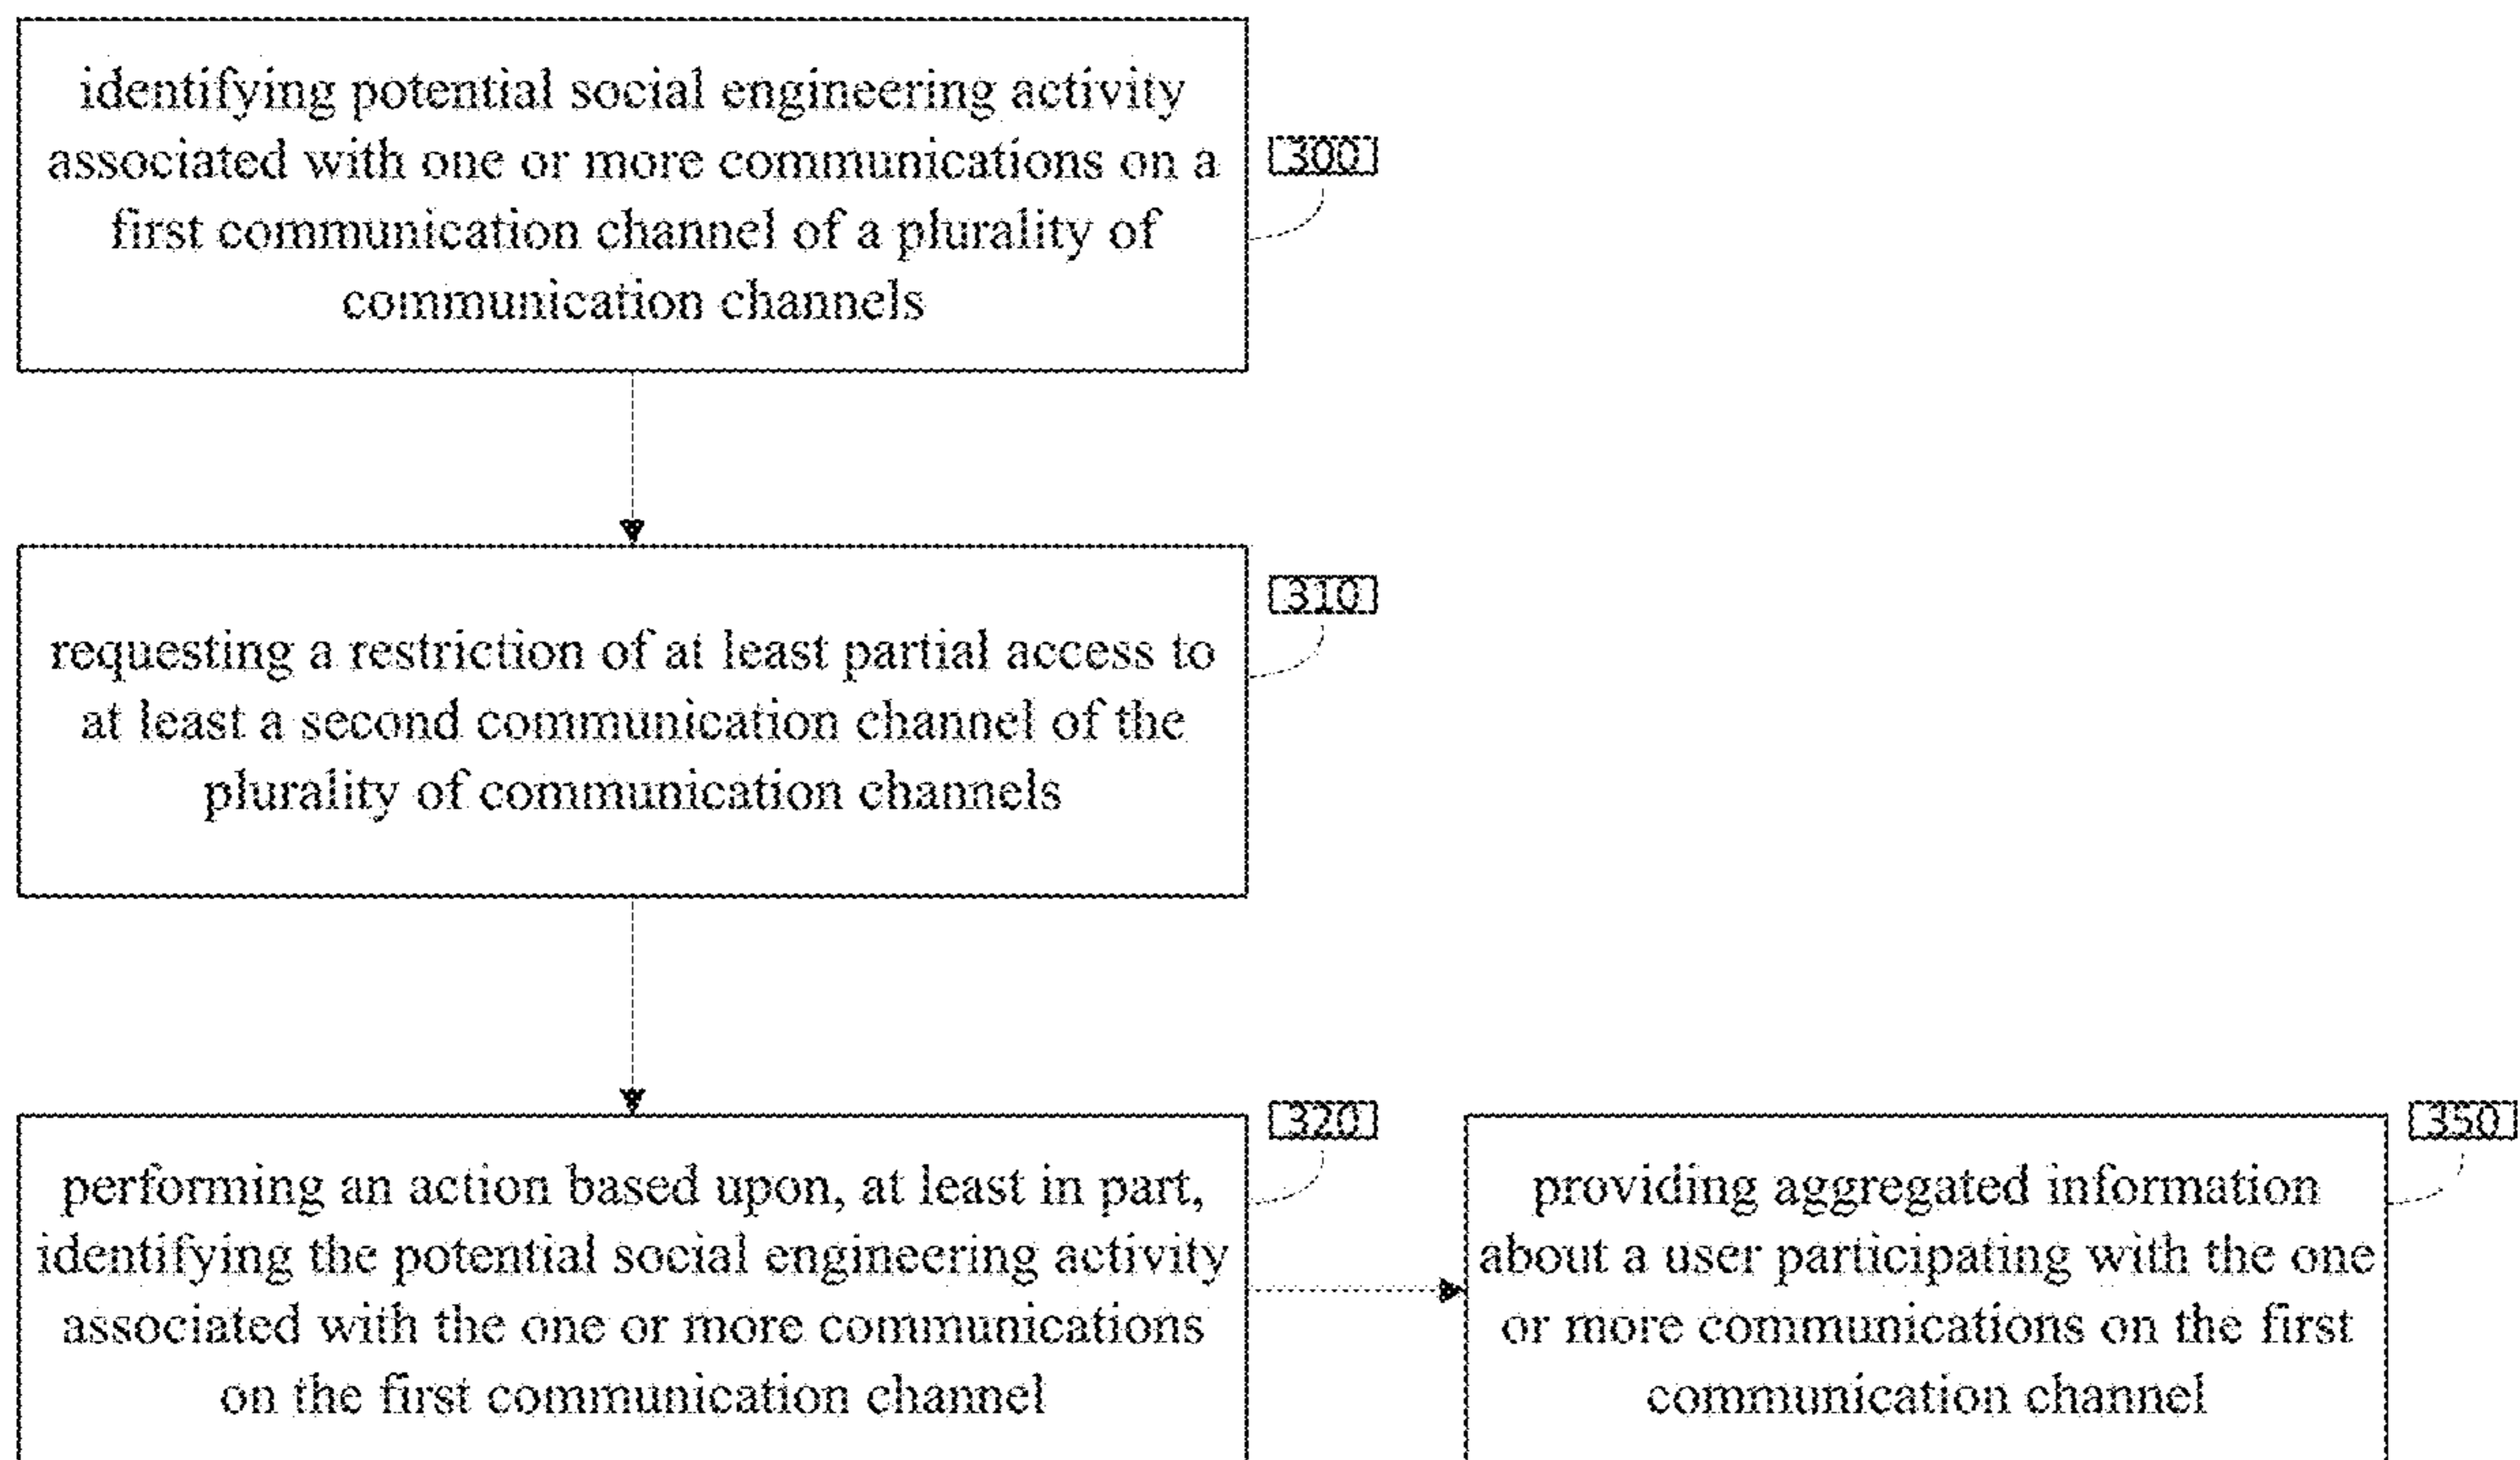 identifying potential social engineering activity
associated with one or more communications on a
first communication channel of a plurality of
communication channels
300
requesting a restriction of at least partial access to
at least a second communication channel of the
plurality of communication channels
310
performing an action based upon, at least in part,
identifying the potential social engineering activity
associated with the one or more communications
on the first communication channel
320
providing aggregated information
about a user participating with the one
or more communications on the first
communication channel
350